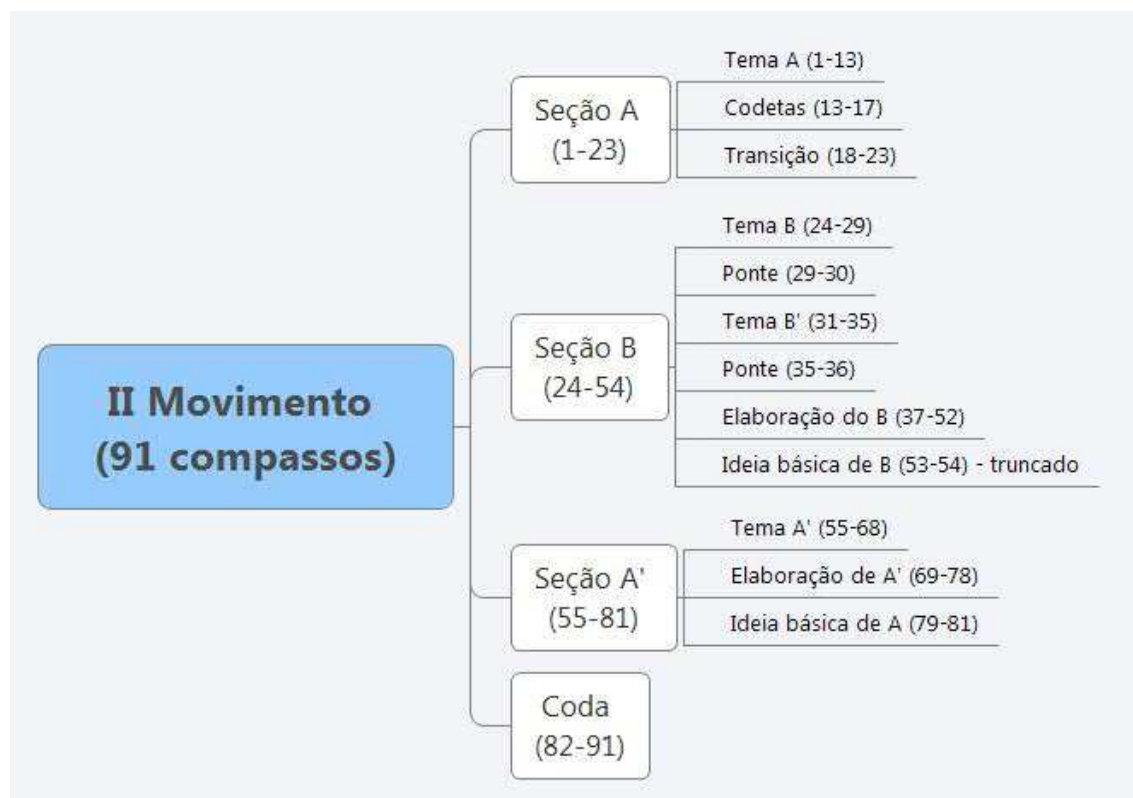 II Movimento
(91 compassos)
Seção A
(1-23)
Tema A (1-13)
Codetas (13-17)
Transição (18-23)
Seção B
(24-54)
Tema B (24-29)
Ponte (29-30)
Tema B' (31-35)
Ponte (35-36)
Elaboração do B (37-52)
Ideia básica de B (53-54) - truncado
Seção A'
(55-81)
Tema A' (55-68)
Elaboração de A' (69-78)
Ideia básica de A (79-81)
Coda
(82-91)